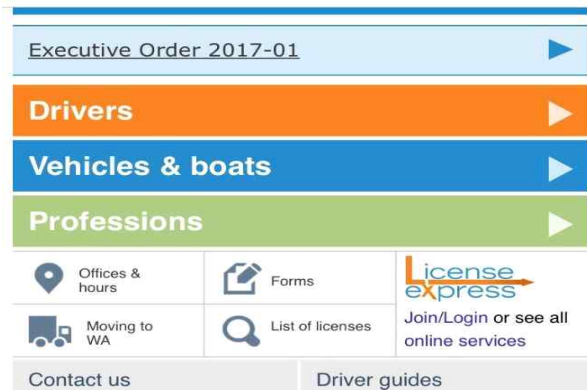 Executive Order 2017-01
Drivers
Vehicles & boats
Professions
Offices &
hours
Forms
License
express
Moving to
WA
List of licenses
Join/Login or see all
online services
Contact us
Driver guides